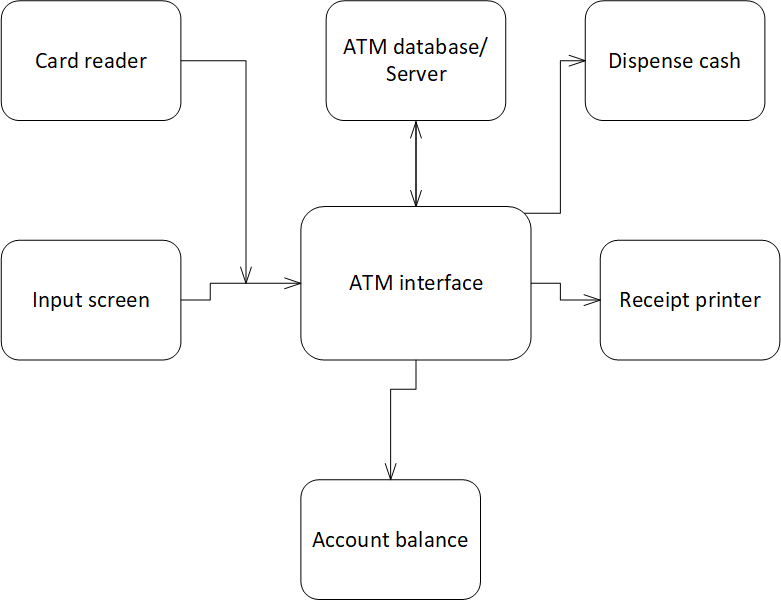 Card reader
ATM database/
Server
Dispense cash
Input screen
ATM interface
Receipt printer
Account balance